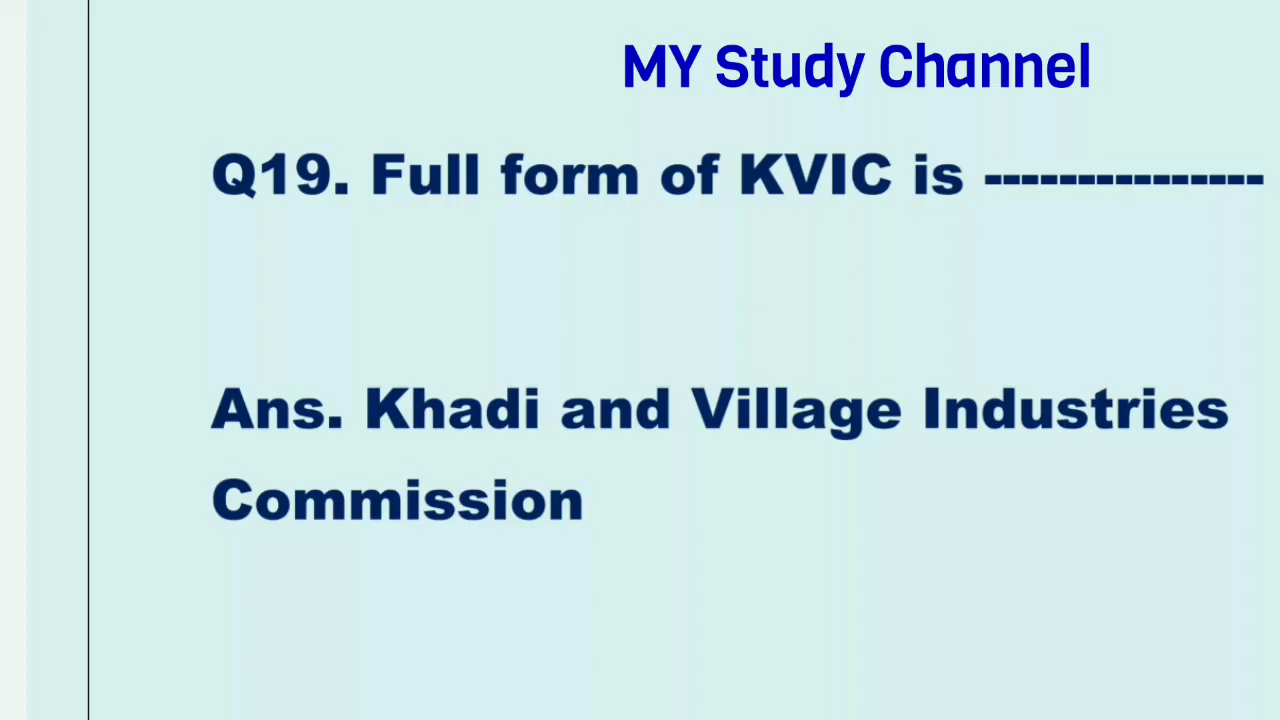 MY Study Channel
Q19. Full form of KVIC is ---------------
Ans. Khadi and Village Industries
Commission